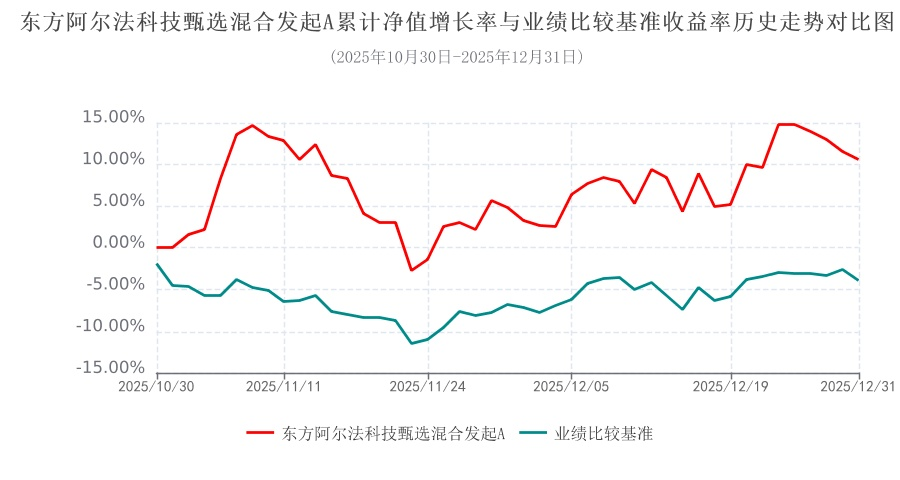 东方阿尔法科技甄选混合发起A累计净值增长率与业绩比较基准收益率历史走势对比图
(2025年10月30日-2025年12月31日)
15.00%
10.00%
5.00%
0.00%
-5.00%
-10.00%
-15.00%
2025/10/30 2025/11/11 2025/11/24 2025/12/05 2025/12/19 2025/12/31
东方阿尔法科技甄选混合发起A 业绩比较基准